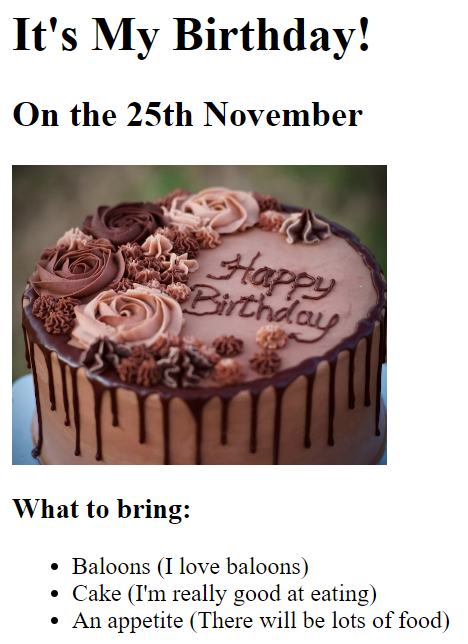 It's My Birthday!
On the 25th November
Happy
Birthday
What to bring:
Baloons (I love baloons)
Cake (I'm really good at eating)
An appetite (There will be lots of food)